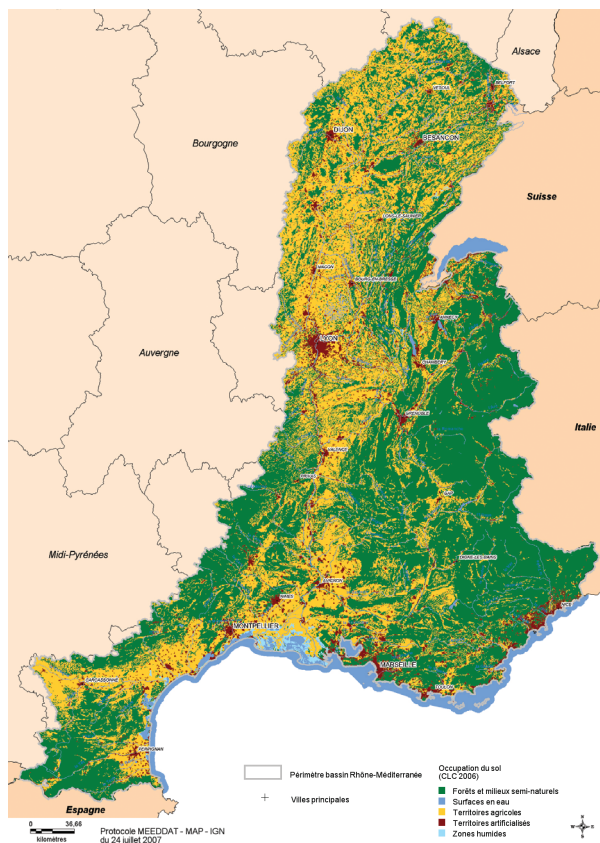 Alsace
BELFORT
VESOUL
DIJON
BESANCON
Bourgogne
Suisse
LONS-LE-SAUNIER
MACON
BOURG-EN-BRESSE
ANNECY
LYON
Auvergne
CHAMBERY
GRENOBLE
Italie
VALENCE
PRIVAS
GAP
Midi-Pyrénées
DIGNE-LES-BAINS
AVIGNON
NIMES
NICE
MONTPELLIER
MARSEILLE
TOULON
CARCASSONNE
PERPIGNAN
Espagne
Périmètre bassin Rhône-Méditerranée
Villes principales
Occupation du sol
(CLC 2006)
Forêts et milieux semi-naturels
Surfaces en eau
Territoires agricoles
Territoires artificialisés
Zones humides
0 36,66
kilomètres
Protocole MEEDDAT - MAP - IGN
du 24 juillet 2007